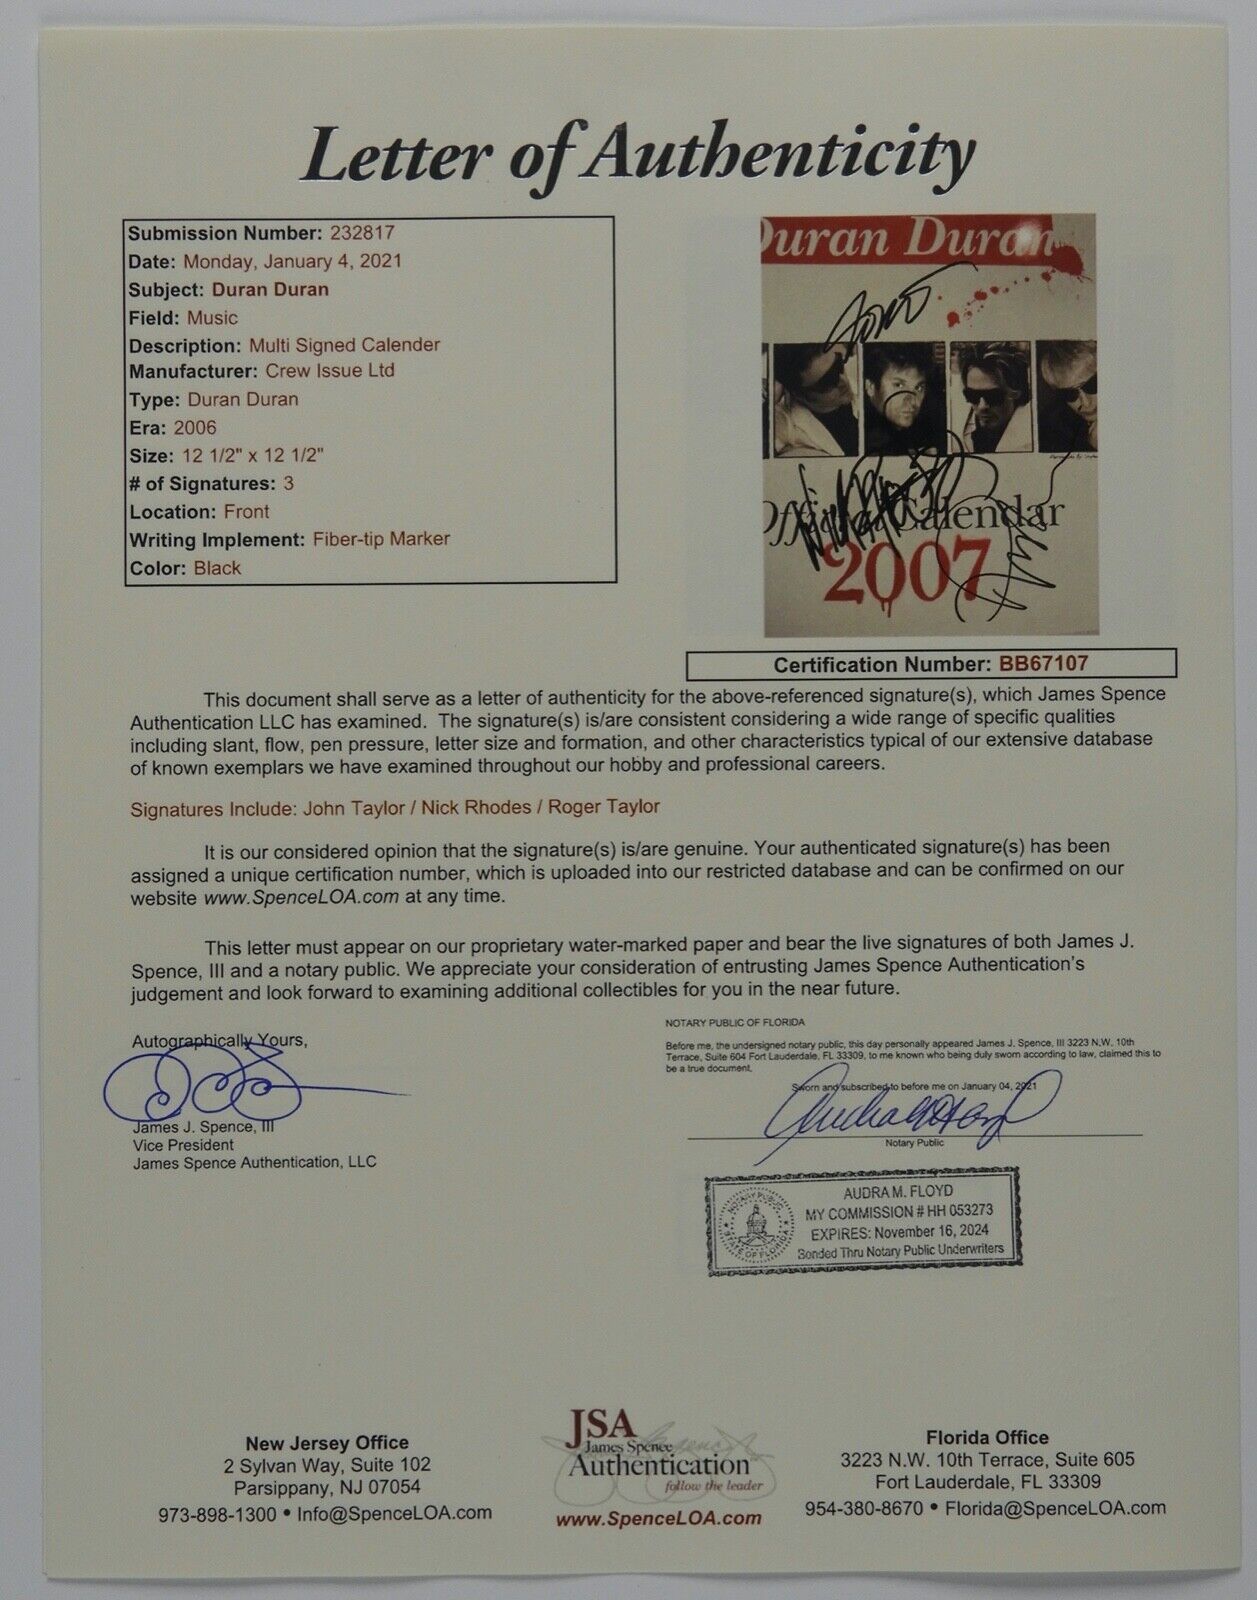 Letter of Authenticity
Submission Number: 232817
Date: Monday, January 4, 2021
Subject: Duran Duran
Field: Music
Description: Multi Signed Calender
Manufacturer: Crew Issue Ltd
Type: Duran Duran
Era: 2006
Size: 12 1/2" x 12 1/2"
# of Signatures: 3
Location: Front
Writing Implement: Fiber-tip Marker
Color: Black
Duran Duran
Official Calendar
2007
Certification Number: BB67107
This document shall serve as a letter of authenticity for the above-referenced signature(s), which James Spence
Authentication LLC has examined. The signature(s) is/are consistent considering a wide range of specific qualities
including slant, flow, pen pressure, letter size and formation, and other characteristics typical of our extensive database
of known exemplars we have examined throughout our hobby and professional careers.
Signatures Include: John Taylor / Nick Rhodes / Roger Taylor
It is our considered opinion that the signature(s) is/are genuine. Your authenticated signature(s) has been
assigned a unique certification number, which is uploaded into our restricted database and can be confirmed on our
website www.SpenceLOA.com at any time.
This letter must appear on our proprietary water-marked paper and bear the live signatures of both James J.
Spence, III and a notary public. We appreciate your consideration of entrusting James Spence Authentication's
judgement and look forward to examining additional collectibles for you in the near future.
Autographically Yours,
James J. Spence, III
Vice President
James Spence Authentication, LLC
NOTARY PUBLIC OF FLORIDA
Before me, the undersigned notary public, this day personally appeared James J. Spence, III 3223 N.W. 10th
Terrace, Suite 604 Fort Lauderdale, FL 33309, to me known who being duly sworn according to law, claimed this to
be a true document.
Sworn and subscribed to before me on January 04, 2021
Notary Public
NOTARY PUBLIC
STATE OF FLORIDA
AUDRA M. FLOYD
MY COMMISSION # HH 053273
EXPIRES: November 16, 2024
Bonded Thru Notary Public Underwriters
New Jersey Office
2 Sylvan Way, Suite 102
Parsippany, NJ 07054
973-898-1300 • Info@SpenceLOA.com
JSA
James Spence
Authentication
follow the leader
www.SpenceLOA.com
Florida Office
3223 N.W. 10th Terrace, Suite 605
Fort Lauderdale, FL 33309
954-380-8670 • Florida@SpenceLOA.com